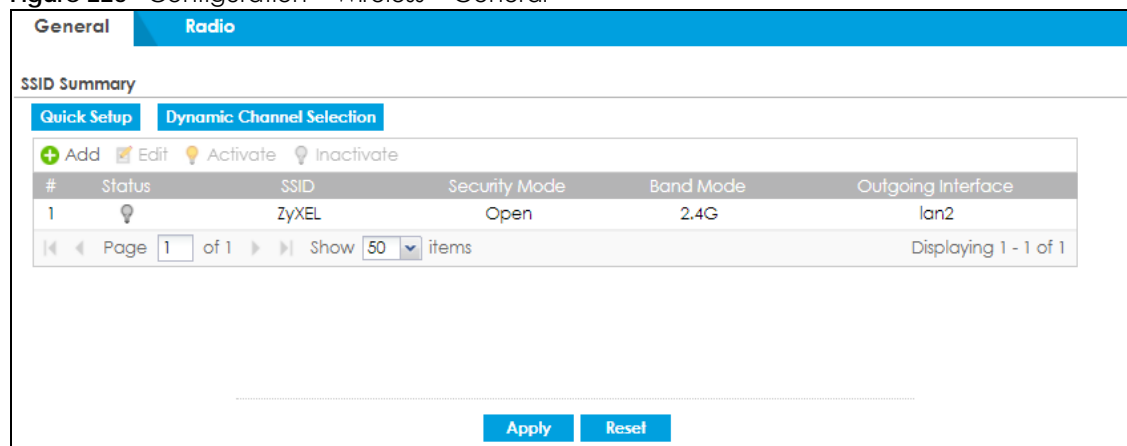 General Radio
SSID Summary
Quick Setup Dynamic Channel Selection
Add Edit Activate Inactivate
# Status SSID Security Mode Band Mode Outgoing Interface
1 ZyXEL Open 2.4G lan2
Page 1 of 1 Show 50 items Displaying 1 - 1 of 1
Apply Reset